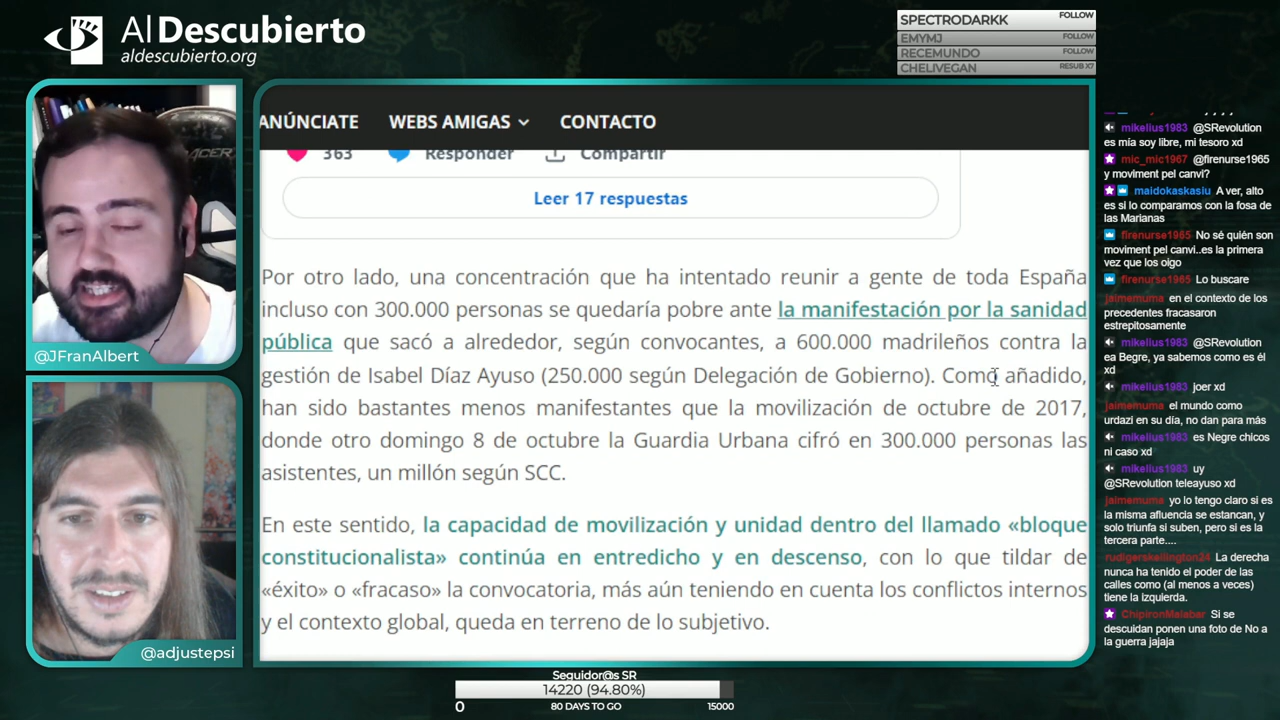 Al Descubierto
aldescubierto.org
SPECTRODARKK FOLLOW
EMYMJ FOLLOW
RECEMUNDO FOLLOW
CHELIVEGAN RESUB X7
@JFranAlbert
@adjustepsi
ANÚNCIATE WEBS AMIGAS CONTACTO
363 Responder Compartir
Leer 17 respuestas
Por otro lado, una concentración que ha intentado reunir a gente de toda España
incluso con 300.000 personas se quedaría pobre ante la manifestación por la sanidad
pública que sacó a alrededor, según convocantes, a 600.000 madrileños contra la
gestión de Isabel Díaz Ayuso (250.000 según Delegación de Gobierno). Como añadido,
han sido bastantes menos manifestantes que la movilización de octubre de 2017,
donde otro domingo 8 de octubre la Guardia Urbana cifró en 300.000 personas las
asistentes, un millón según SCC.
En este sentido, la capacidad de movilización y unidad dentro del llamado «bloque
constitucionalista» continúa en entredicho y en descenso, con lo que tildar de
«éxito» o «fracaso» la convocatoria, más aún teniendo en cuenta los conflictos internos
y el contexto global, queda en terreno de lo subjetivo.
mikelius1983 @SRevolution
es mía soy libre, mi tesoro xd
mic_mic1967 @firenurse1965
y moviment pel canvi?
maidokaskasiu A ver, alto
es si lo comparamos con la fosa de
las Marianas
firenurse1965 No sé quièn son
moviment pel canvi..es la primera
vez que los oigo
firenurse1965 Lo buscare
jaimemuma en el contexto de los
precedentes fracasaron
estrepitosamente
mikelius1983 @SRevolution
ea Begre, ya sabemos como es él
xd
mikelius1983 joer xd
jaimemuma el mundo como
urdazi en su día, no dan para más
mikelius1983 es Negre chicos
ni caso xd
mikelius1983 uy
@SRevolution teleayuso xd
jaimemuma yo lo tengo claro si es
la misma afluencia se estancan, y
solo triunfa si suben, pero si es la
tercera parte....
rudigerskellington24 La derecha
nunca ha tenido el poder de las
calles como (al menos a veces)
tiene la izquierda.
ChipironMalabar Si se
descuidan ponen una foto de No a
la guerra jajaja
Seguidor@s SR
14220 (94.80%)
0 80 DAYS TO GO 15000